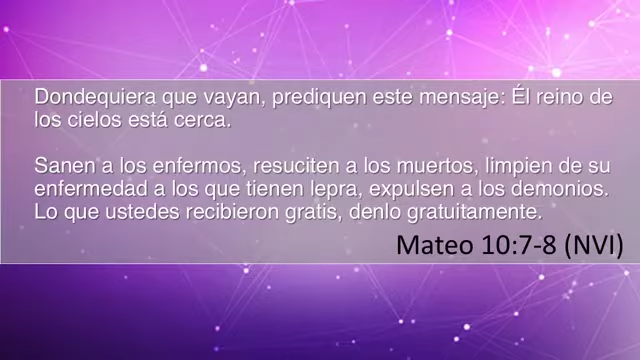 Dondequiera que vayan, prediquen este mensaje: Él reino de
los cielos está cerca.
Sanen a los enfermos, resuciten a los muertos, limpien de su
enfermedad a los que tienen lepra, expulsen a los demonios.
Lo que ustedes recibieron gratis, denlo gratuitamente.
Mateo 10:7-8 (NVI)